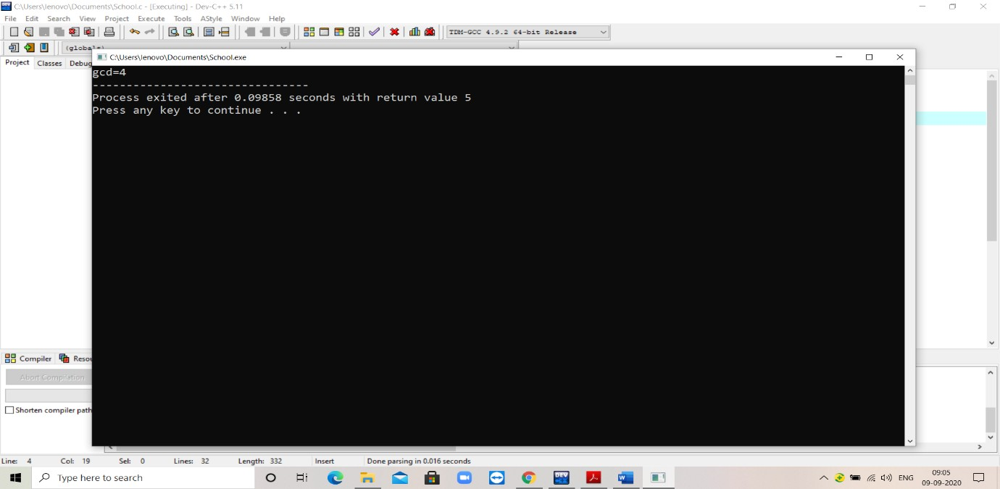 C:\Users\lenovo\Documents\School.c - [Executing] - Dev-C++ 5.11
File Edit Search View Project Execute Tools AStyle Window Help
TDM-GCC 4.9.2 64-bit Release
(globals)
Project Classes Debug
C:\Users\lenovo\Documents\School.exe
gcd=4
--------------------------------
Process exited after 0.09858 seconds with return value 5
Press any key to continue . . .
Compiler Resou
Abort Compilation
Shorten compiler path
Line: 4 Col: 19 Sel: 0 Lines: 32 Length: 332 Insert Done parsing in 0.016 seconds
Type here to search
DEV
ENG
09:05
09-09-2020